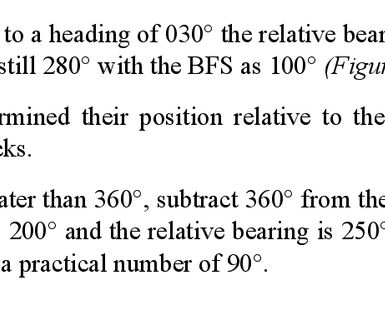 to a heading of 030° the relative bear
still 280° with the BFS as 100° (Figur
rmined their position relative to the
cks.
ater than 360°, subtract 360° from the
200° and the relative bearing is 250°
a practical number of 90°.